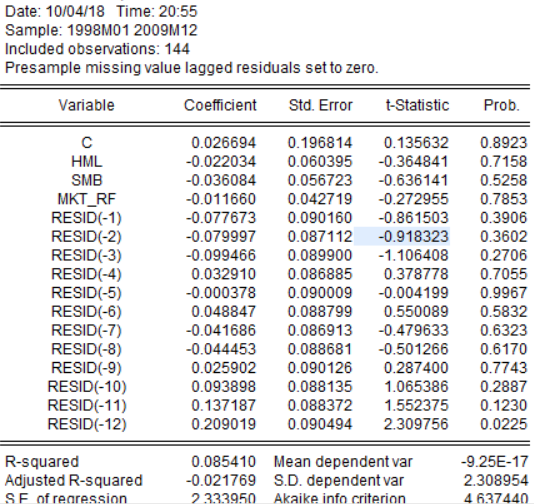 Date: 10/04/18 Time: 20:55
Sample: 1998M01 2009M12
Included observations: 144
Presample missing value lagged residuals set to zero.
Variable Coefficient Std. Error t-Statistic Prob.
C 0.026694 0.196814 0.135632 0.8923
HML -0.022034 0.060395 -0.364841 0.7158
SMB -0.036084 0.056723 -0.636141 0.5258
MKT_RF -0.011660 0.042719 -0.272955 0.7853
RESID(-1) -0.077673 0.090160 -0.861503 0.3906
RESID(-2) -0.079997 0.087112 -0.918323 0.3602
RESID(-3) -0.099466 0.089900 -1.106408 0.2706
RESID(-4) 0.032910 0.086885 0.378778 0.7055
RESID(-5) -0.000378 0.090009 -0.004199 0.9967
RESID(-6) 0.048847 0.088799 0.550089 0.5832
RESID(-7) -0.041686 0.086913 -0.479633 0.6323
RESID(-8) -0.044453 0.088681 -0.501266 0.6170
RESID(-9) 0.025902 0.090126 0.287400 0.7743
RESID(-10) 0.093898 0.088135 1.065386 0.2887
RESID(-11) 0.137187 0.088372 1.552375 0.1230
RESID(-12) 0.209019 0.090494 2.309756 0.0225
R-squared 0.085410 Mean dependent var -9.25E-17
Adjusted R-squared -0.021769 S.D. dependent var 2.308954
S.E. of regression 2.333950 Akaike info criterion 4.637440